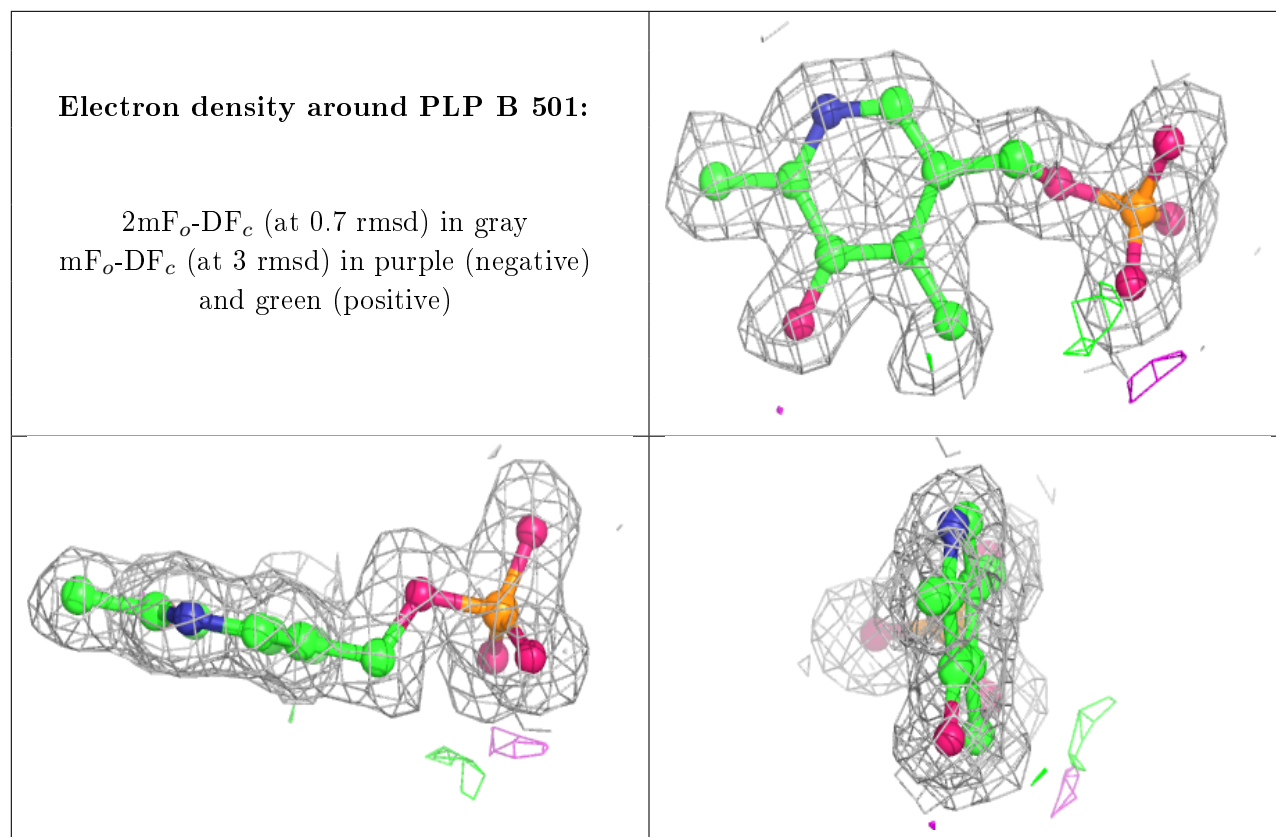 Electron density around PLP B 501:
2mFₒ-DF𝒸 (at 0.7 rmsd) in gray
mFₒ-DF𝒸 (at 3 rmsd) in purple (negative)
and green (positive)